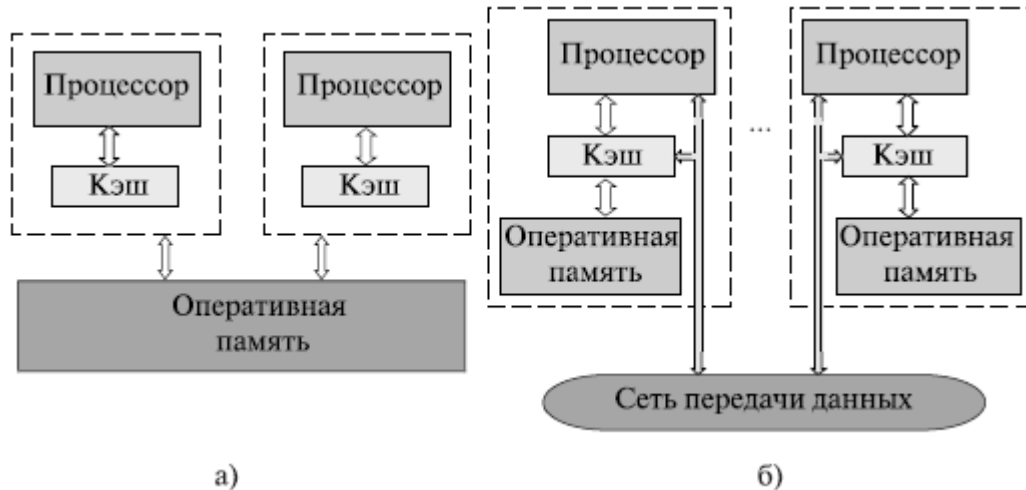 Процессор
Кэш
Процессор
Кэш
Оперативная
память
а)
Процессор
Кэш
Оперативная
память
...
Процессор
Кэш
Оперативная
память
Сеть передачи данных
б)